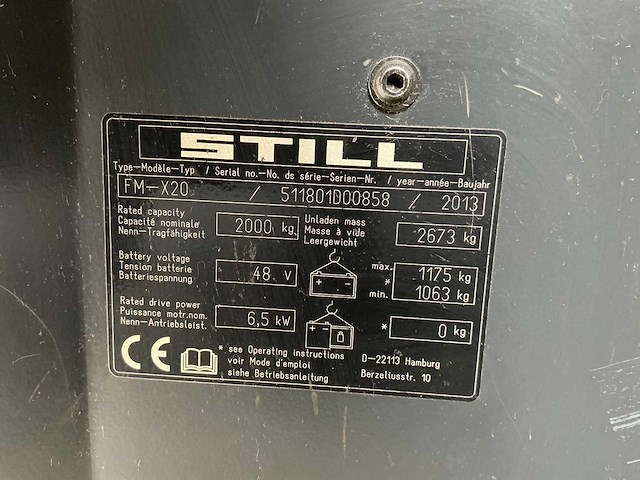 STILL
Type-Modèle-Typ / Serial no.-No. de série-Serien-Nr. / year-année-Baujahr
FM-X20 / 511801D00858 / 2013
Rated capacity
Capacité nominale
Nenn-Tragfähigkeit
2000 kg
Unladen mass
Masse à vide
Leergewicht
2673 kg
Battery voltage
Tension batterie
Batteriespannung
48 V
+ -
max. 1175 kg
*
min. 1063 kg
Rated drive power
Puissance motr.nom.
Nenn-Antriebsleist.
6,5 kW
+ -
* 0 kg
CE
* see Operating instructions
voir Mode d'emploi
siehe Betriebsanleitung
D-22113 Hamburg
Berzeliusstr. 10